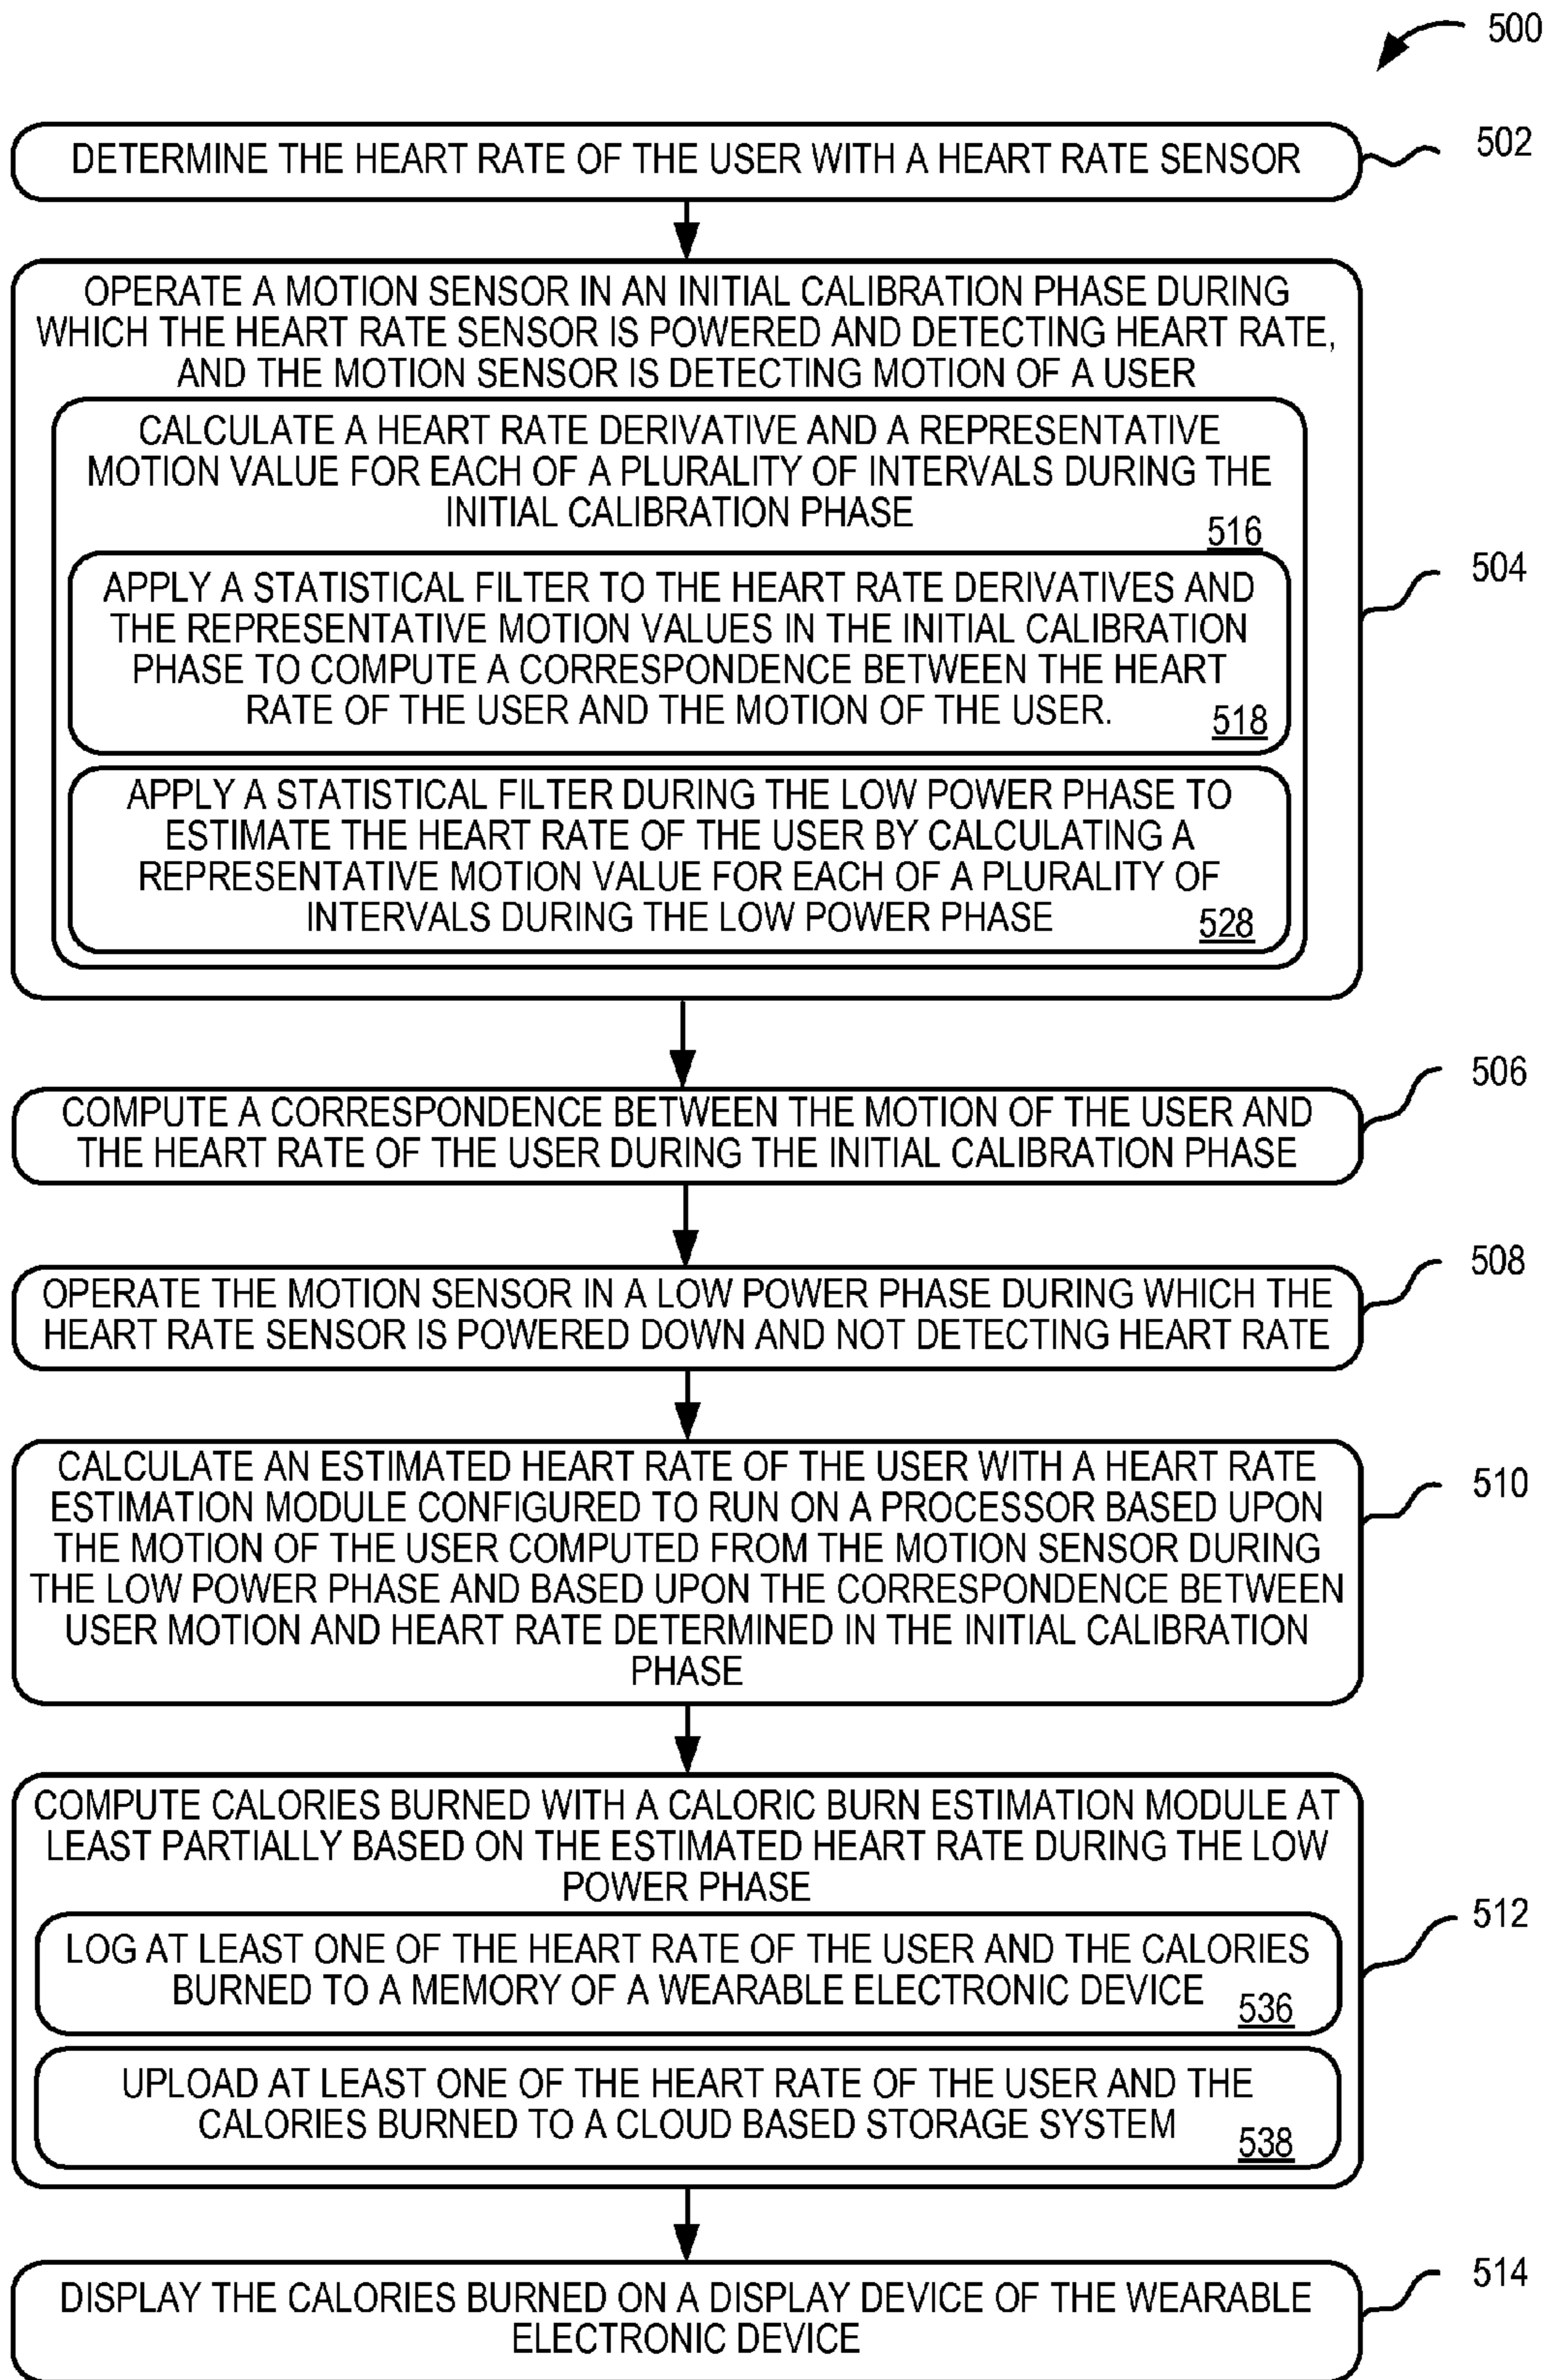 500
DETERMINE THE HEART RATE OF THE USER WITH A HEART RATE SENSOR
502
OPERATE A MOTION SENSOR IN AN INITIAL CALIBRATION PHASE DURING
WHICH THE HEART RATE SENSOR IS POWERED AND DETECTING HEART RATE,
AND THE MOTION SENSOR IS DETECTING MOTION OF A USER
CALCULATE A HEART RATE DERIVATIVE AND A REPRESENTATIVE
MOTION VALUE FOR EACH OF A PLURALITY OF INTERVALS DURING THE
INITIAL CALIBRATION PHASE
516
APPLY A STATISTICAL FILTER TO THE HEART RATE DERIVATIVES AND
THE REPRESENTATIVE MOTION VALUES IN THE INITIAL CALIBRATION
PHASE TO COMPUTE A CORRESPONDENCE BETWEEN THE HEART
RATE OF THE USER AND THE MOTION OF THE USER.
518
504
APPLY A STATISTICAL FILTER DURING THE LOW POWER PHASE TO
ESTIMATE THE HEART RATE OF THE USER BY CALCULATING A
REPRESENTATIVE MOTION VALUE FOR EACH OF A PLURALITY OF
INTERVALS DURING THE LOW POWER PHASE
528
506
COMPUTE A CORRESPONDENCE BETWEEN THE MOTION OF THE USER AND
THE HEART RATE OF THE USER DURING THE INITIAL CALIBRATION PHASE
508
OPERATE THE MOTION SENSOR IN A LOW POWER PHASE DURING WHICH THE
HEART RATE SENSOR IS POWERED DOWN AND NOT DETECTING HEART RATE
CALCULATE AN ESTIMATED HEART RATE OF THE USER WITH A HEART RATE
ESTIMATION MODULE CONFIGURED TO RUN ON A PROCESSOR BASED UPON
THE MOTION OF THE USER COMPUTED FROM THE MOTION SENSOR DURING
THE LOW POWER PHASE AND BASED UPON THE CORRESPONDENCE BETWEEN
USER MOTION AND HEART RATE DETERMINED IN THE INITIAL CALIBRATION
PHASE
510
COMPUTE CALORIES BURNED WITH A CALORIC BURN ESTIMATION MODULE AT
LEAST PARTIALLY BASED ON THE ESTIMATED HEART RATE DURING THE LOW
POWER PHASE
512
LOG AT LEAST ONE OF THE HEART RATE OF THE USER AND THE CALORIES
BURNED TO A MEMORY OF A WEARABLE ELECTRONIC DEVICE
536
UPLOAD AT LEAST ONE OF THE HEART RATE OF THE USER AND THE
CALORIES BURNED TO A CLOUD BASED STORAGE SYSTEM
538
514
DISPLAY THE CALORIES BURNED ON A DISPLAY DEVICE OF THE WEARABLE
ELECTRONIC DEVICE